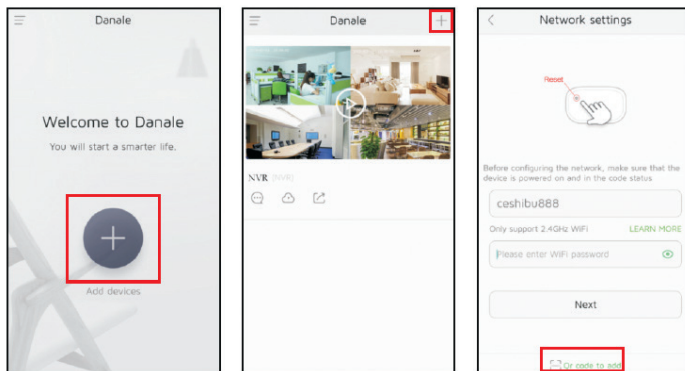 Danale
Welcome to Danale
You will start a smarter life.
Add devices
Danale
NVR (NVR)
Network settings
Reset
Before configuring the network, make sure that the
device is powered on and in the code status
ceshibu888
Only support 2.4GHz WiFi LEARN MORE
Please enter WiFi password
Next
Qr code to add